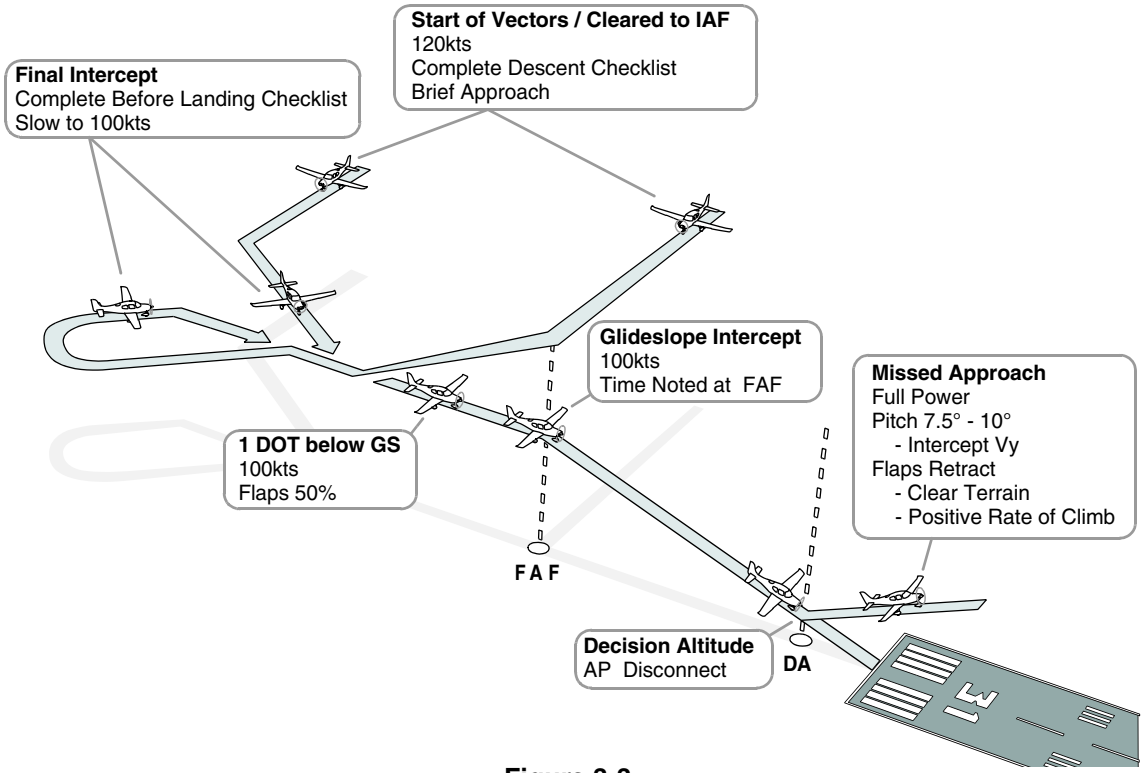 Start of Vectors / Cleared to IAF
120kts
Complete Descent Checklist
Brief Approach
Final Intercept
Complete Before Landing Checklist
Slow to 100kts
Glideslope Intercept
100kts
Time Noted at FAF
Missed Approach
Full Power
Pitch 7.5° - 10°
- Intercept Vy
Flaps Retract
- Clear Terrain
- Positive Rate of Climb
1 DOT below GS
100kts
Flaps 50%
FAF
Decision Altitude
AP Disconnect
DA
31
Figure